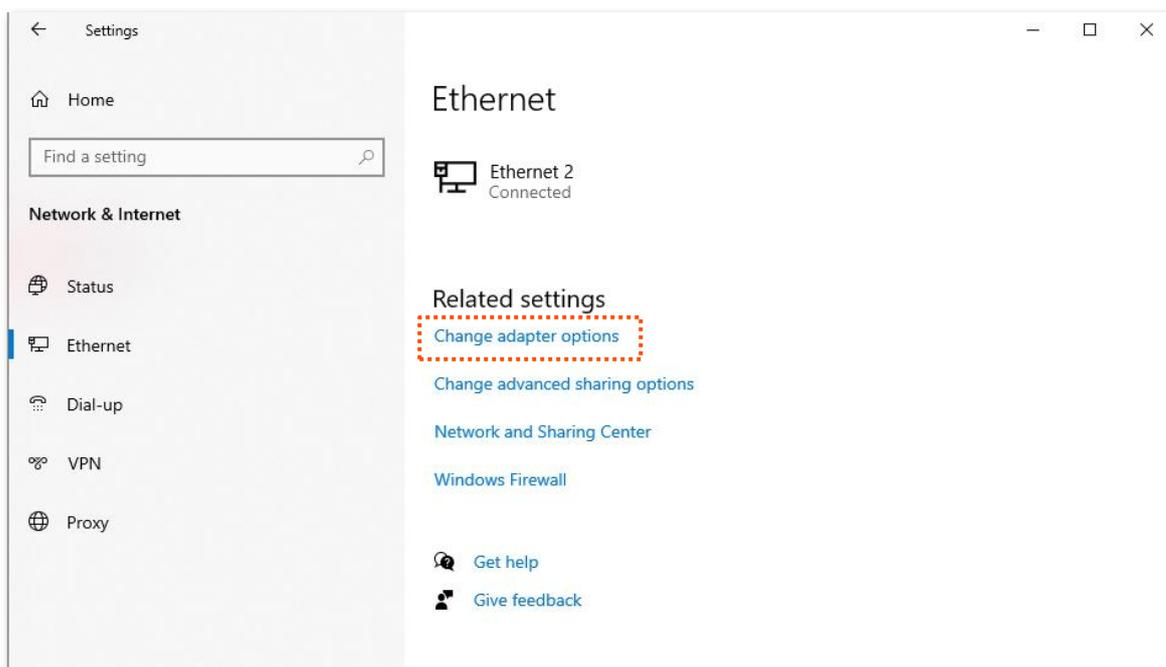 Settings
Home
Find a setting
Network & Internet
Status
Ethernet
Dial-up
VPN
Proxy
Ethernet
Ethernet 2
Connected
Related settings
Change adapter options
Change advanced sharing options
Network and Sharing Center
Windows Firewall
Get help
Give feedback